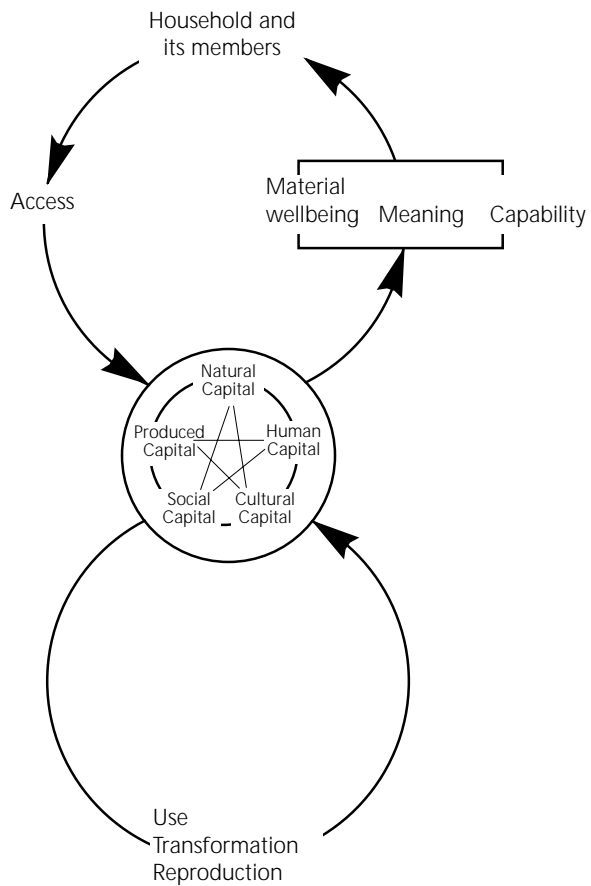 Household and
its members
Access
Material
wellbeing Meaning Capability
Natural
Capital
Produced
Capital
Human
Capital
Social
Capital
Cultural
Capital
Use
Transformation
Reproduction